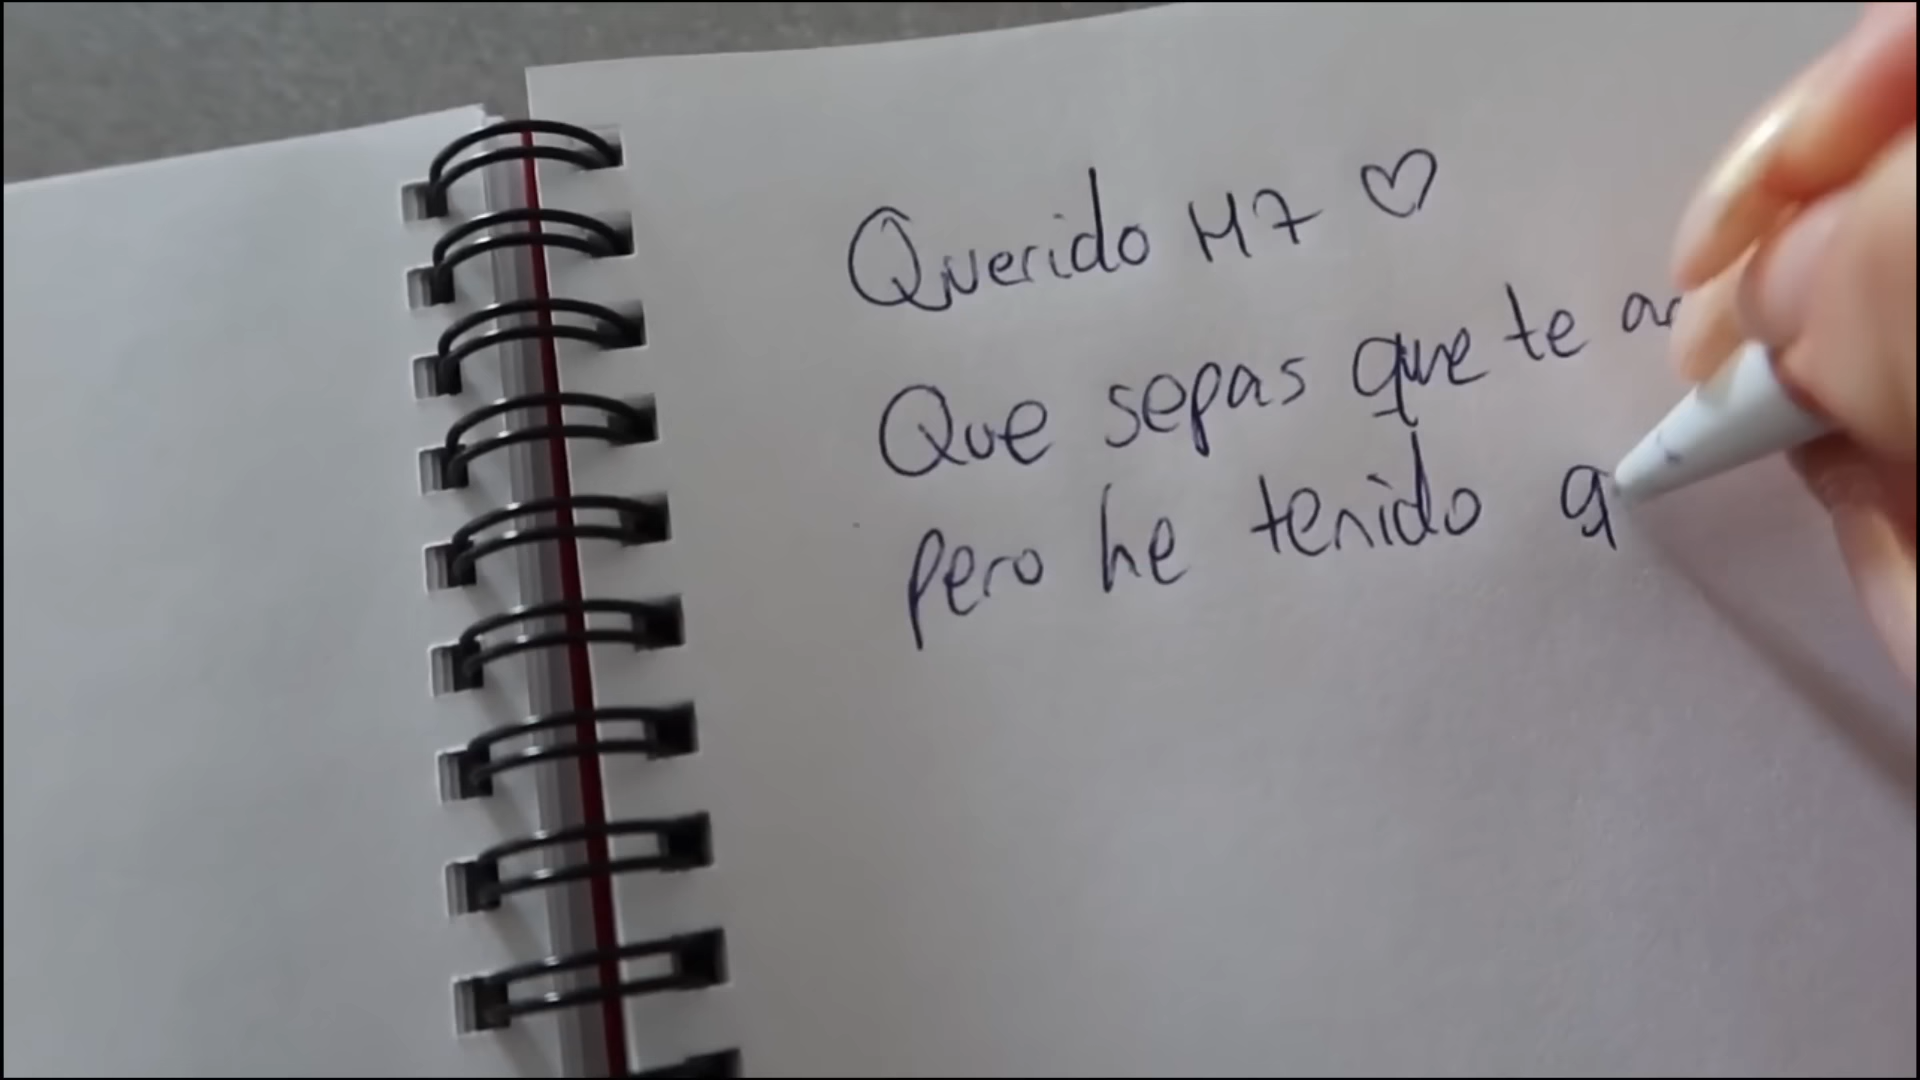 Querido M7 ♡
Que sepas que te
pero he tenido